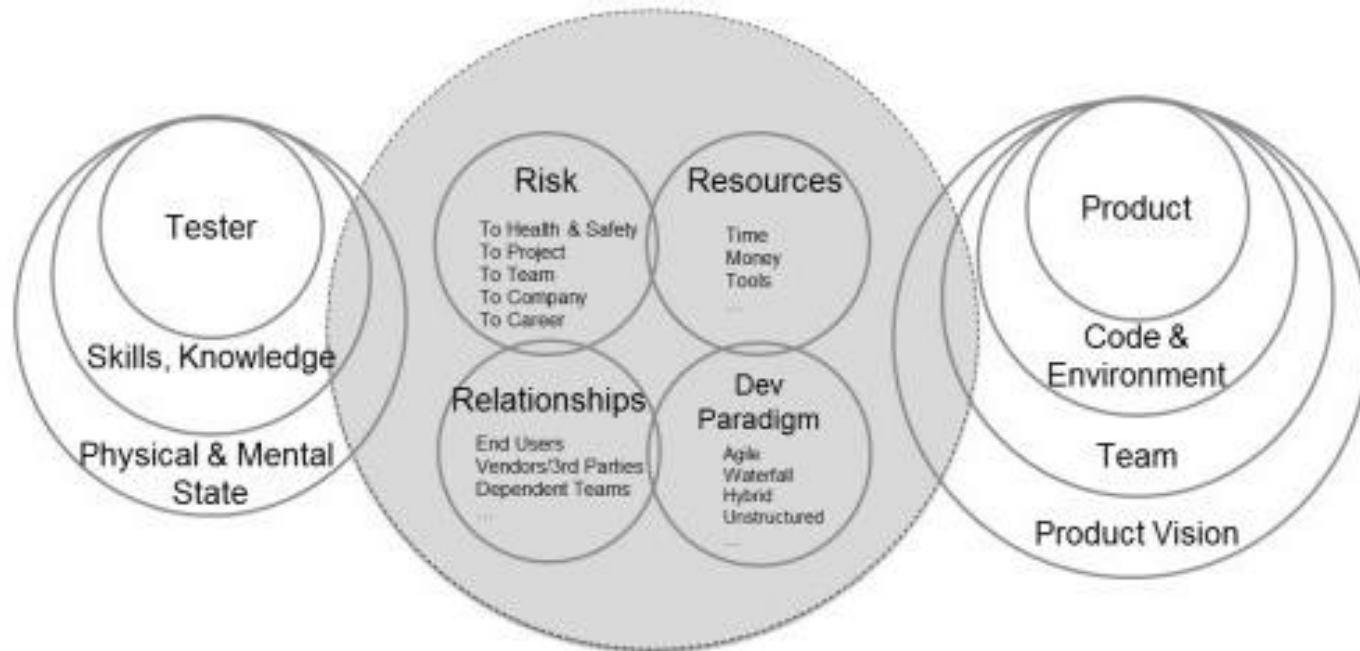 Tester
Skills, Knowledge
Physical & Mental
State
Risk
To Health & Safety
To Project
To Team
To Company
To Career
Resources
Time
Money
Tools
...
Relationships
End Users
Vendors/3rd Parties
Dependent Teams
...
Dev
Paradigm
Agile
Waterfall
Hybrid
Unstructured
...
Product
Code &
Environment
Team
Product Vision